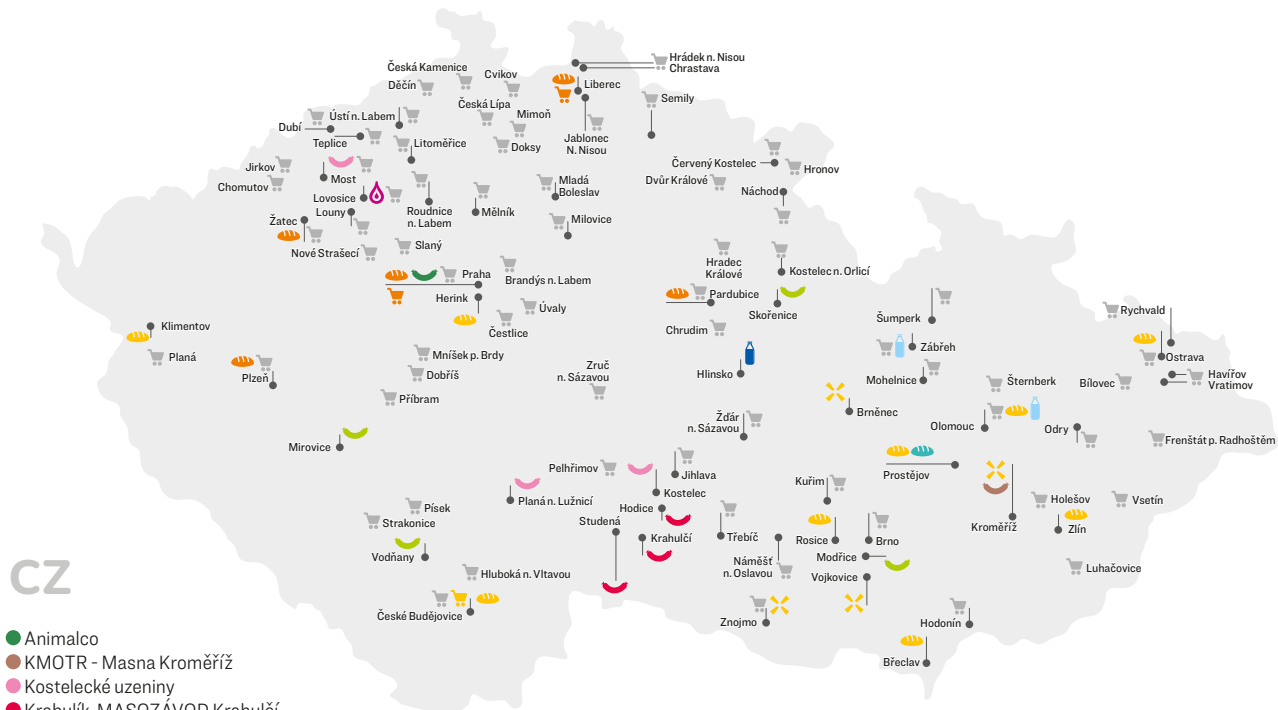 Hrádek n. Nisou
Chrastava
Česká Kamenice
Děčín
Cvikov
Liberec
Semily
Česká Lípa
Mimoň
Ústí n. Labem
Dubí
Teplice
Litoměřice
Doksy
Jablonec
N. Nisou
Červený Kostelec
Hronov
Jirkov
Most
Chomutov
Mladá
Boleslav
Dvůr Králové
Náchod
Lovosice
Louny
Roudnice
n. Labem
Mělník
Žatec
Milovice
Nové Strašecí
Slaný
Hradec
Králové
Kostelec n. Orlicí
Praha
Brandýs n. Labem
Herink
Pardubice
Úvaly
Skořenice
Šumperk
Rychvald
Klimentov
Čestlice
Chrudim
Planá
Mníšek p. Brdy
Zábřeh
Ostrava
Plzeň
Dobříš
Zruč
n. Sázavou
Hlinsko
Mohelnice
Šternberk
Bílovec
Havířov
Vratimov
Příbram
Brněnec
Žďár
n. Sázavou
Olomouc
Odry
Frenštát p. Radhoštěm
Mirovice
Pelhřimov
Jihlava
Prostějov
Kuřim
Kostelec
Planá n. Lužnicí
Hodice
Holešov
Vsetín
Písek
Strakonice
Studená
Krahulčí
Třebíč
Rosice
Brno
Kroměříž
Zlín
Vodňany
Modřice
Náměšť
n. Oslavou
Vojkovice
Luhačovice
Hluboká n. Vltavou
České Budějovice
Znojmo
Hodonín
Břeclav
CZ
Animalco
KMOTR - Masna Kroměříž
Kostelecké uzeniny
Krahulík-MASOZÁVOD Krahulčí